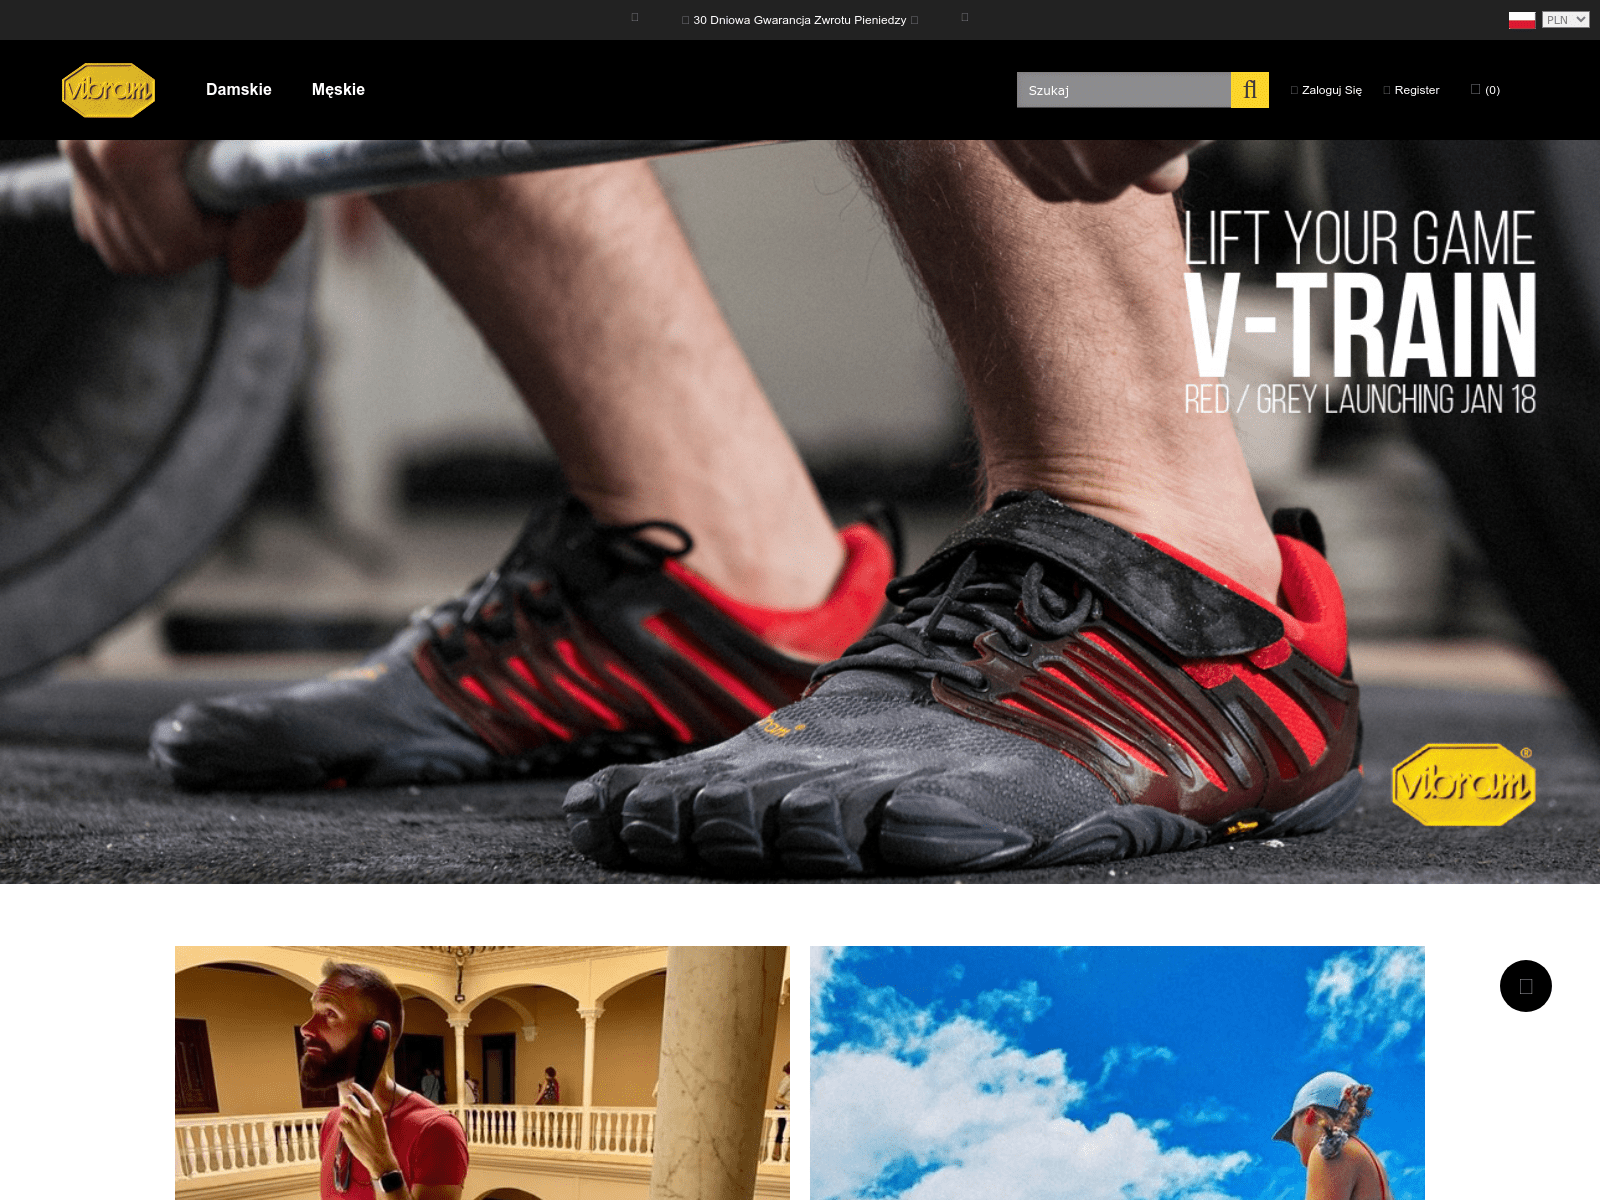 30 Dniowa Gwarancja Zwrotu Pieniedzy
PLN
vibram
Damskie
Męskie
Szukaj
Zaloguj Się
Register
(0)
LIFT YOUR GAME
V-TRAIN
RED / GREY LAUNCHING JAN 18
vibram®